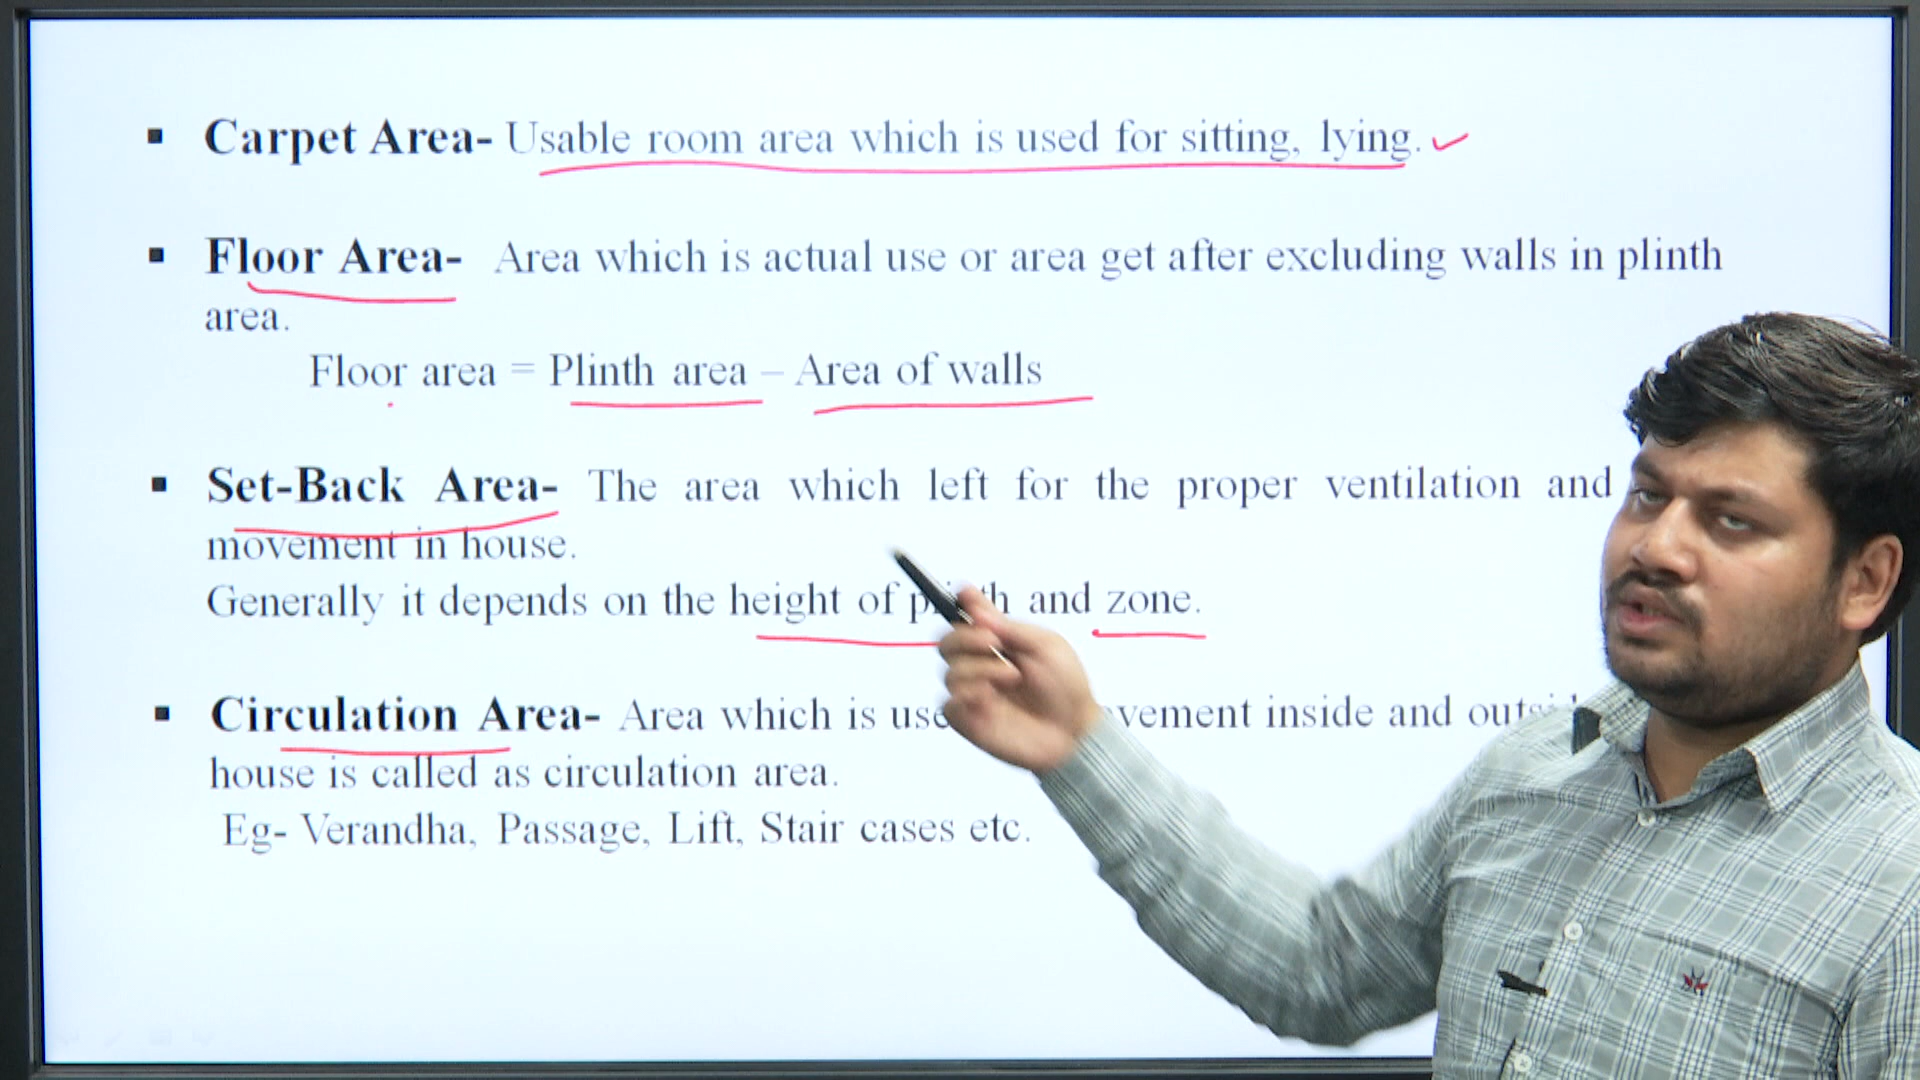 ▪ Carpet Area- Usable room area which is used for sitting, lying.
▪ Floor Area- Area which is actual use or area get after excluding walls in plinth
area.
Floor area = Plinth area – Area of walls
▪ Set-Back Area- The area which left for the proper ventilation and
movement in house.
Generally it depends on the height of and zone.
▪ Circulation Area- Area which is inside and
house is called as circulation area.
Eg- Verandha, Passage, Lift, Stair cases etc.